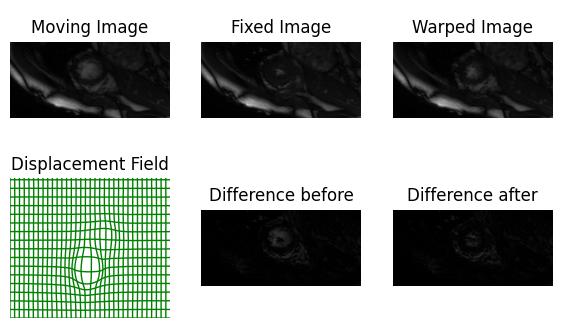 Moving Image
Fixed Image
Warped Image
Displacement Field
Difference before
Difference after